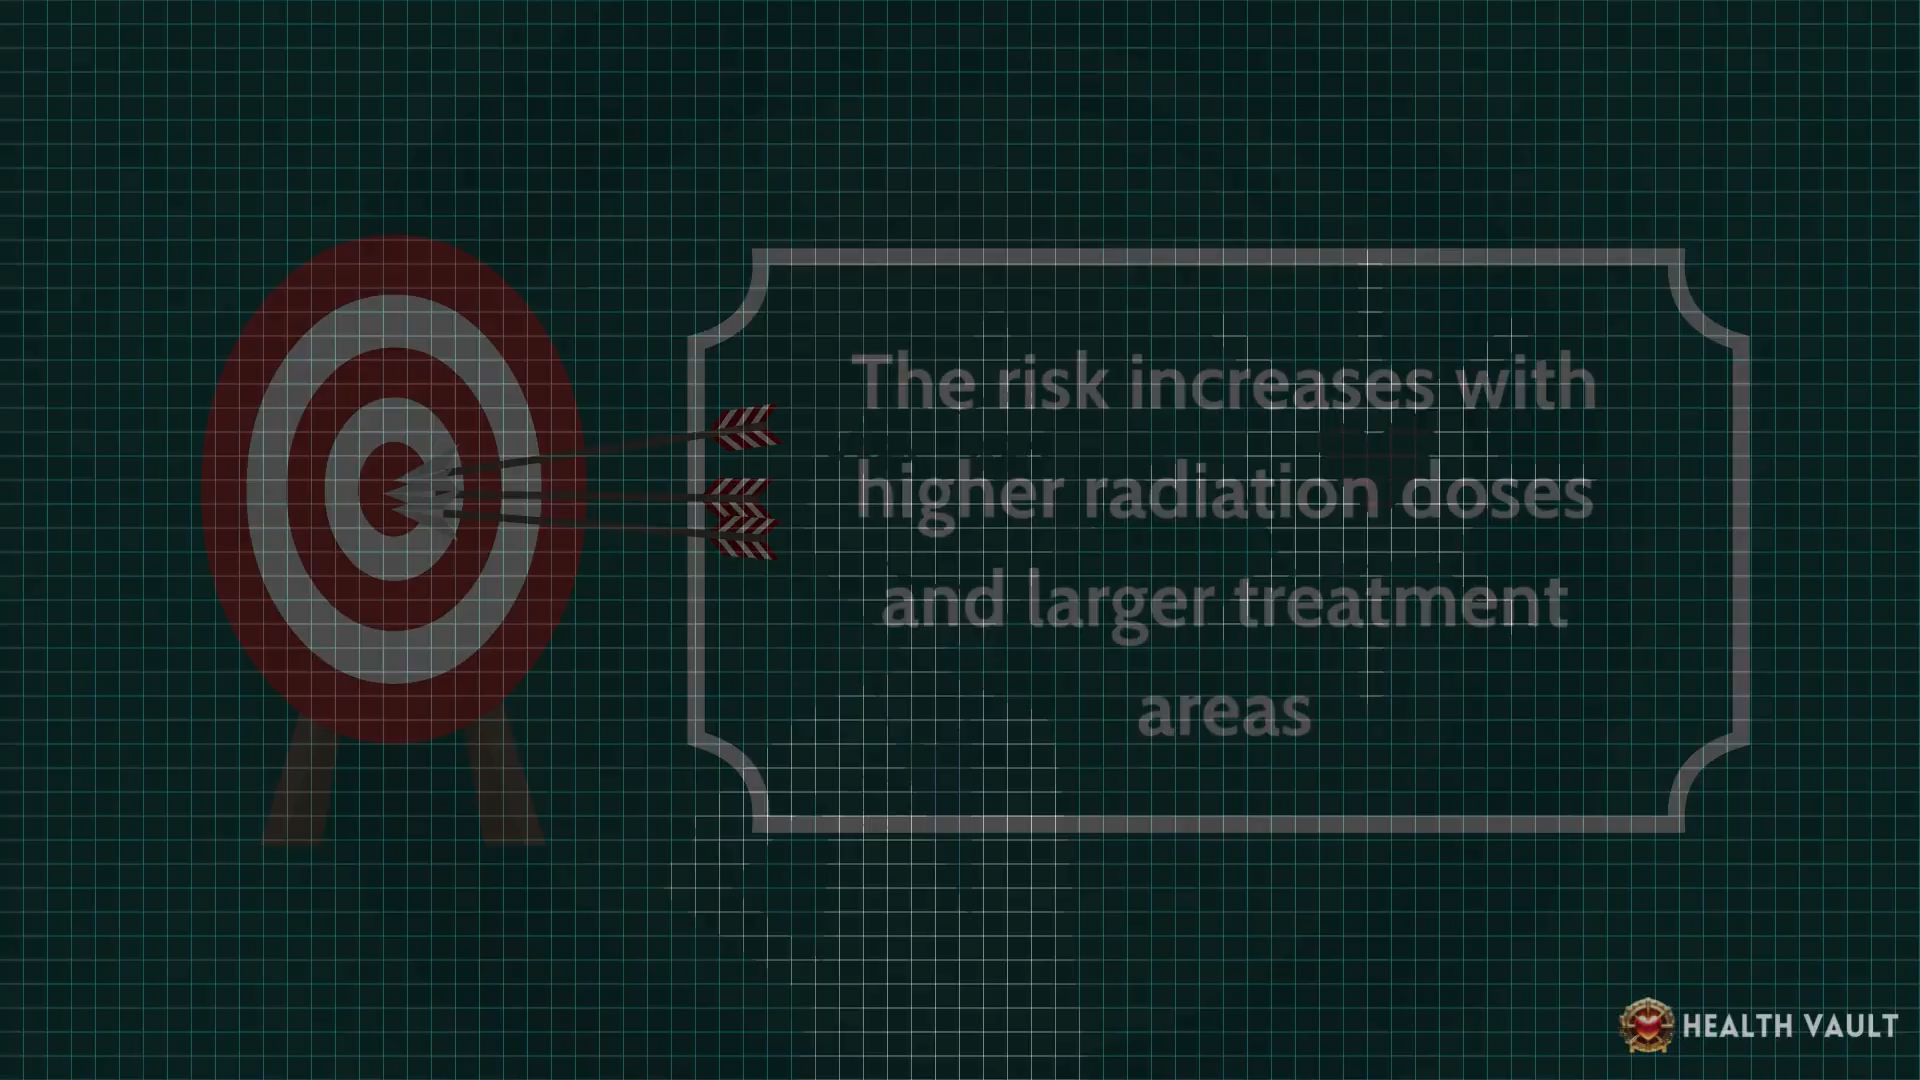 The risk increases with
higher radiation doses
and larger treatment
areas
HEALTH VAULT